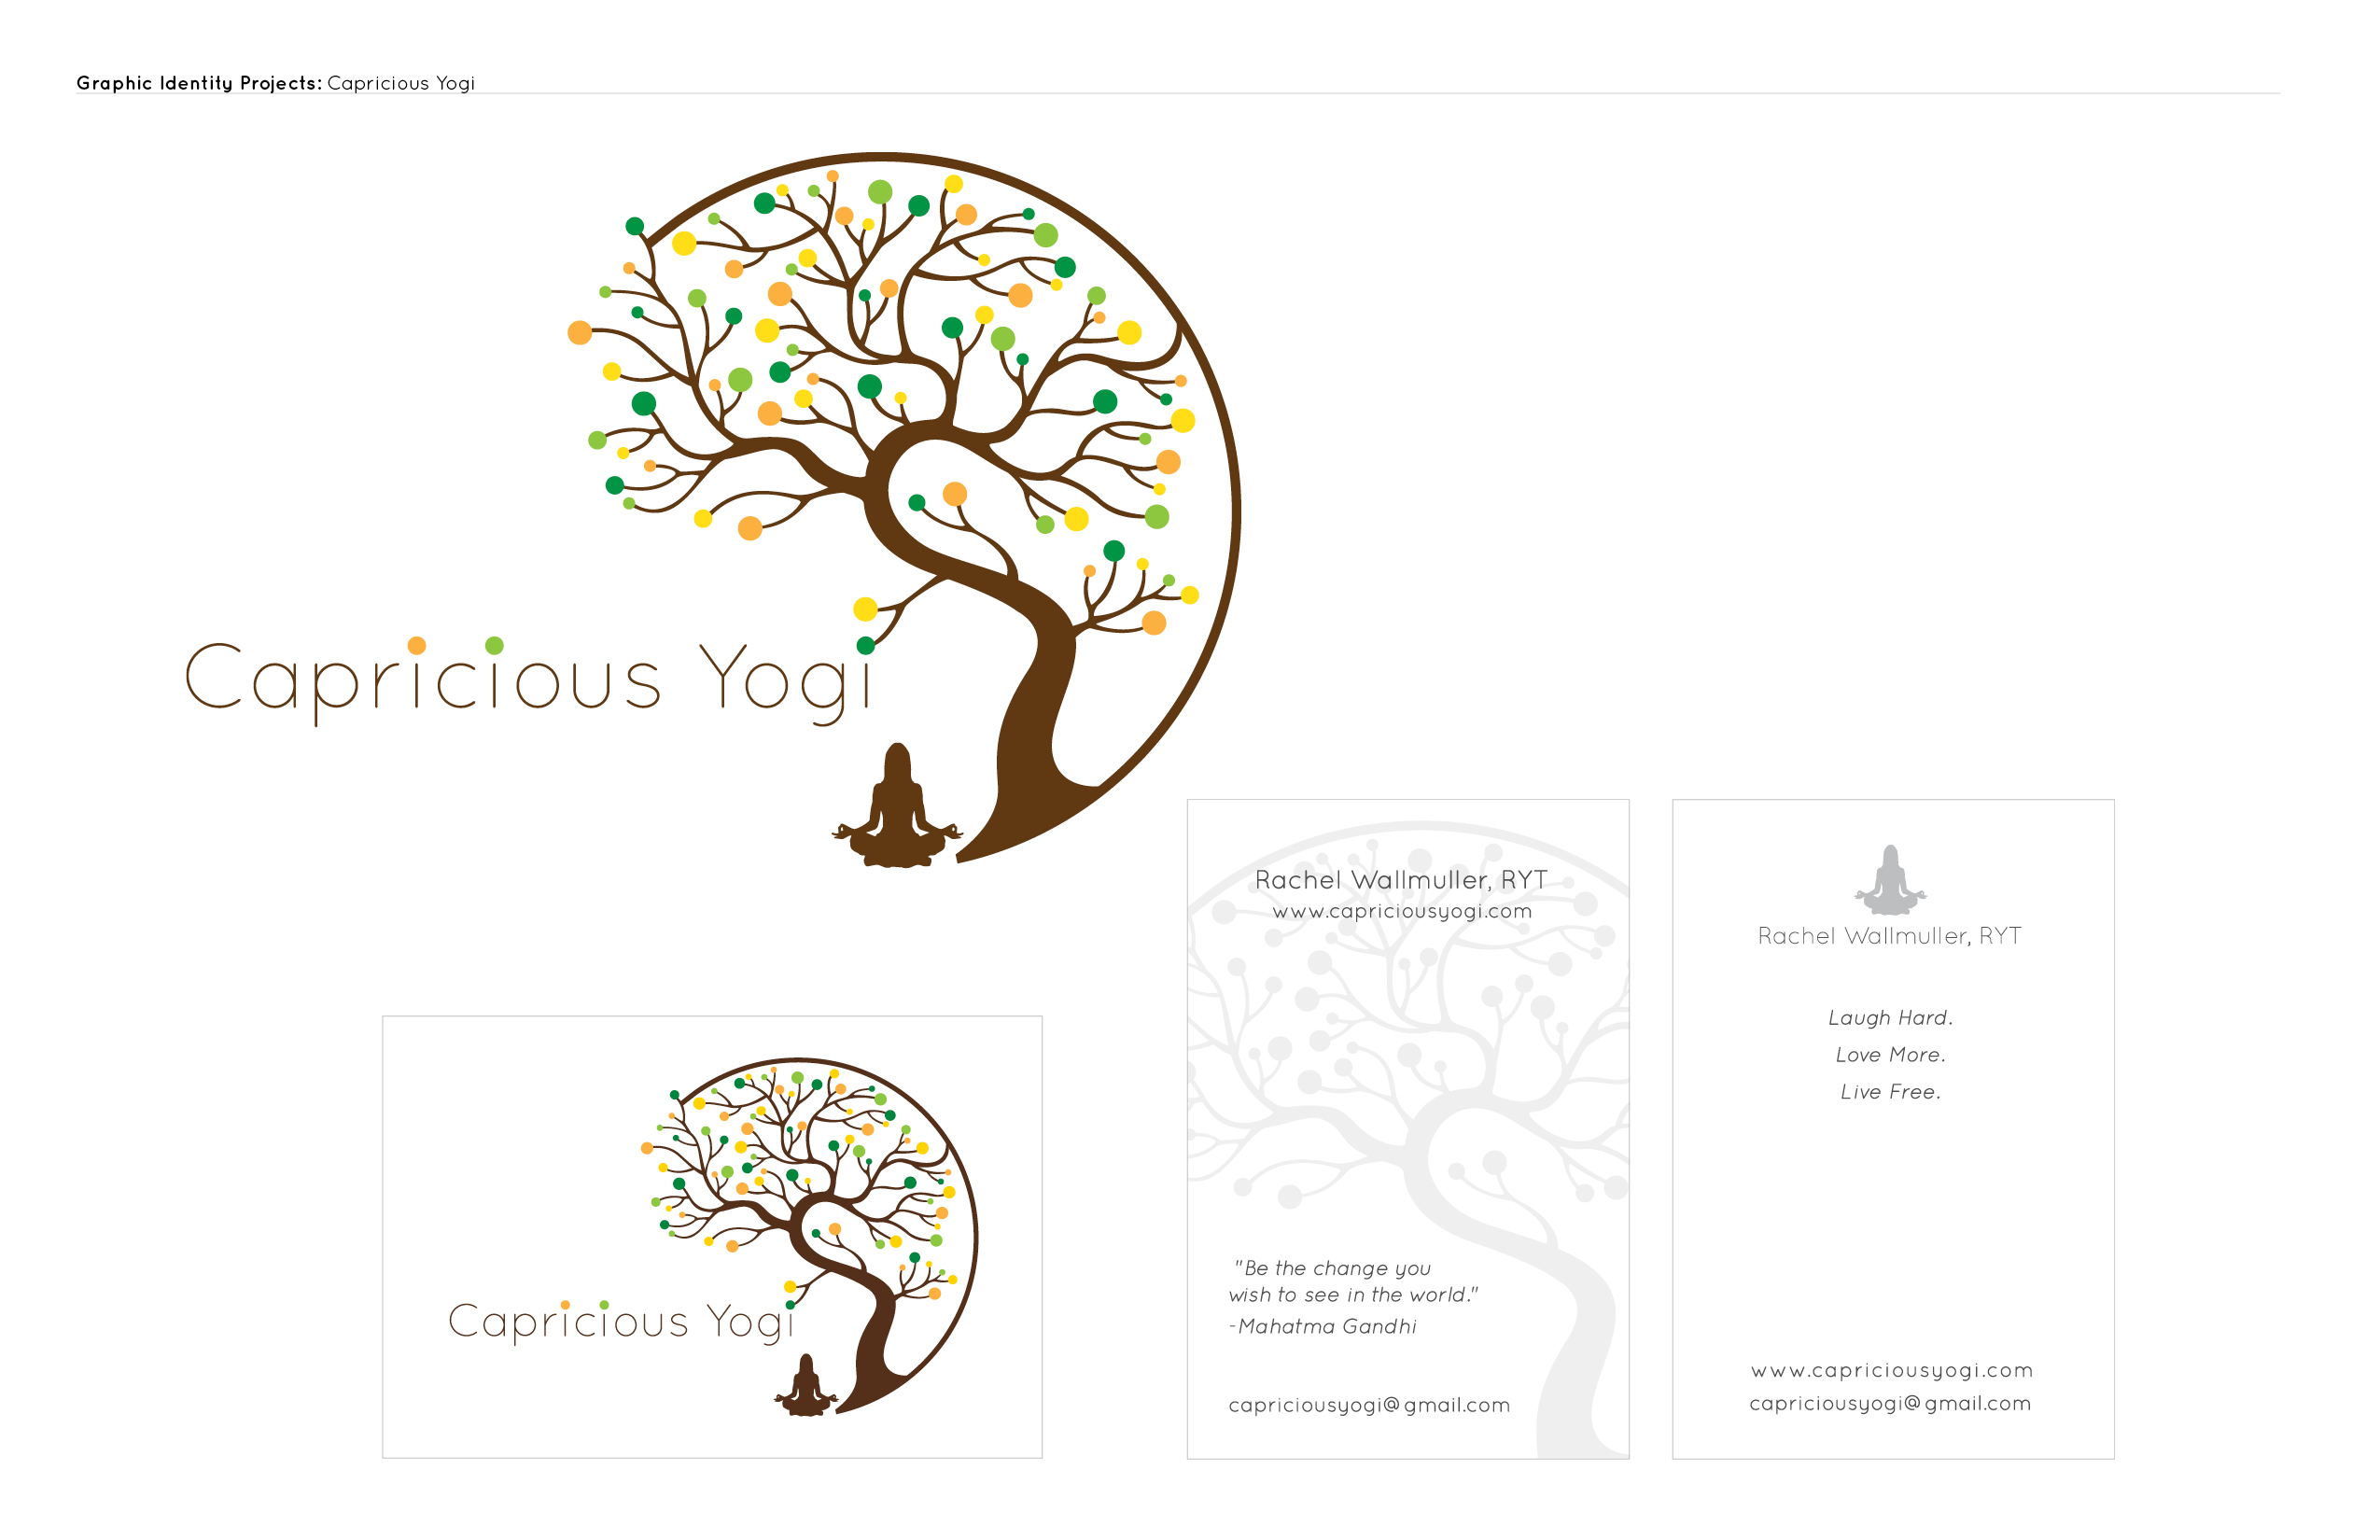 Graphic Identity Projects: Capricious Yogi
Capricious Yogi
Capricious Yogi
Rachel Wallmuller, RYT
www.capriciousyogi.com
"Be the change you
wish to see in the world."
-Mahatma Gandhi
capriciousyogi@gmail.com
Rachel Wallmuller, RYT
Laugh Hard.
Love More.
Live Free.
www.capriciousyogi.com
capriciousyogi@gmail.com